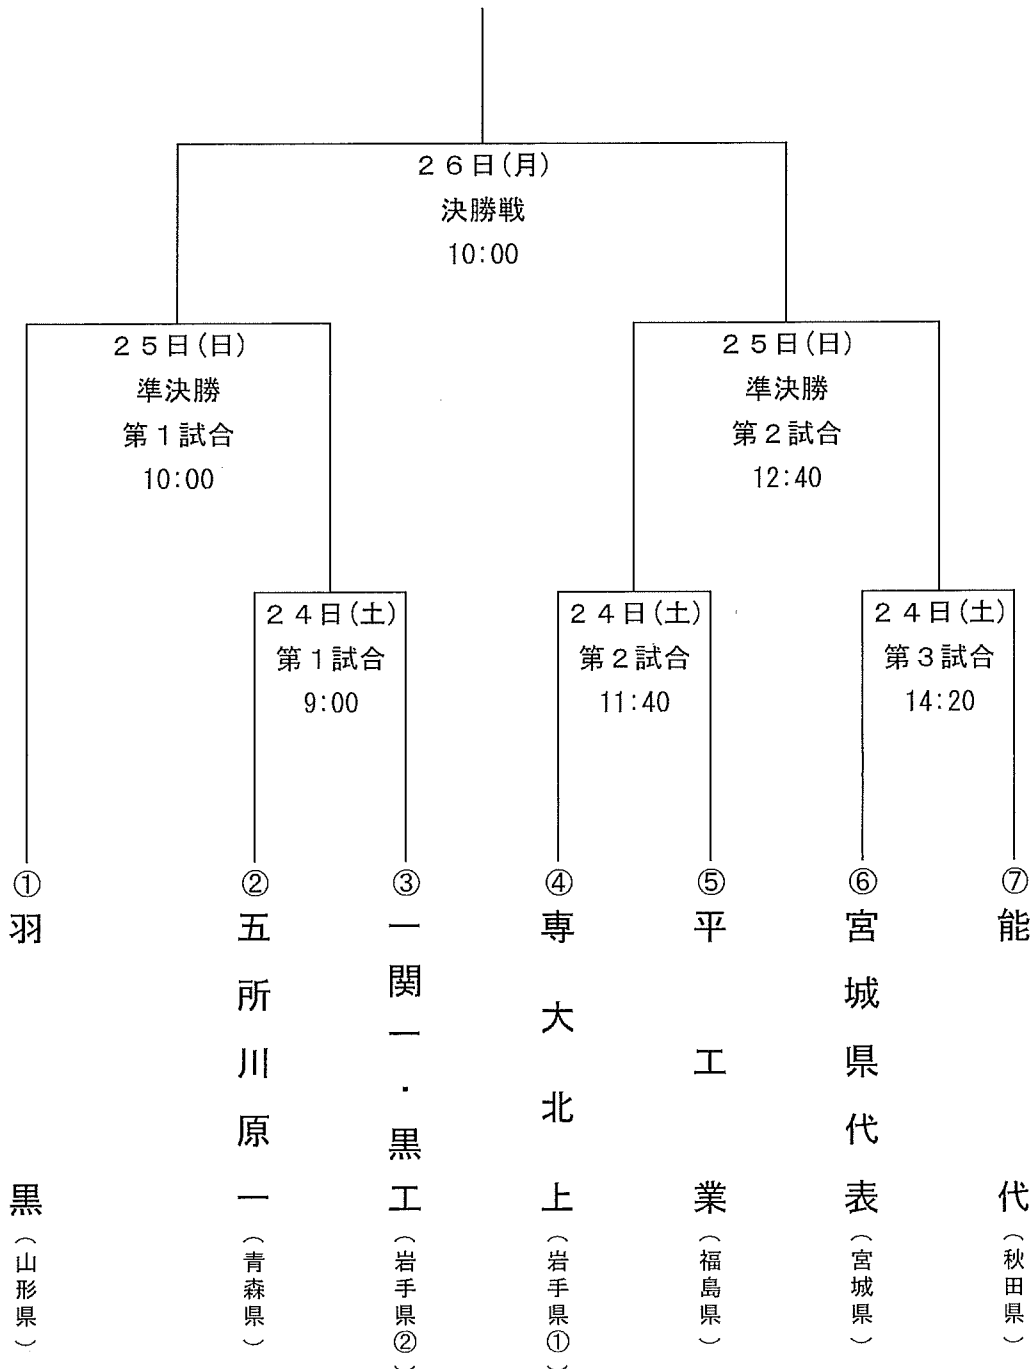 26日(月)
決勝戦
10:00
25日(日)
準決勝
第1試合
10:00
25日(日)
準決勝
第2試合
12:40
24日(土)
第1試合
9:00
24日(土)
第2試合
11:40
24日(土)
第3試合
14:20
①羽黒(山形県)
②五所川原一(青森県)
③一関一・黒工(岩手県②)
④専大北上(岩手県①)
⑤平工業(福島県)
⑥宮城県代表(宮城県)
⑦能代(秋田県)